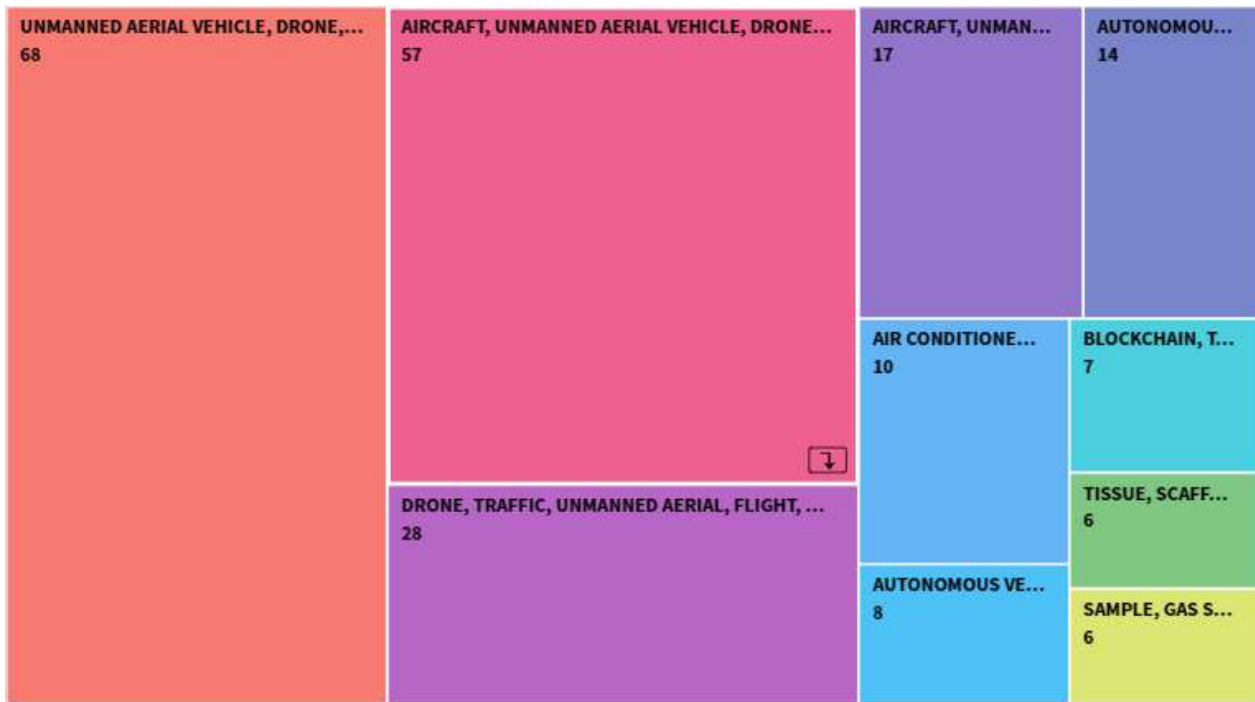 UNMANNED AERIAL VEHICLE, DRONE,...
68
AIRCRAFT, UNMANNED AERIAL VEHICLE, DRONE...
57
DRONE, TRAFFIC, UNMANNED AERIAL, FLIGHT, ...
28
AIRCRAFT, UNMAN...
17
AUTONOMOU...
14
AIR CONDITIONE...
10
BLOCKCHAIN, T...
7
AUTONOMOUS VE...
8
TISSUE, SCAFF...
6
SAMPLE, GAS S...
6